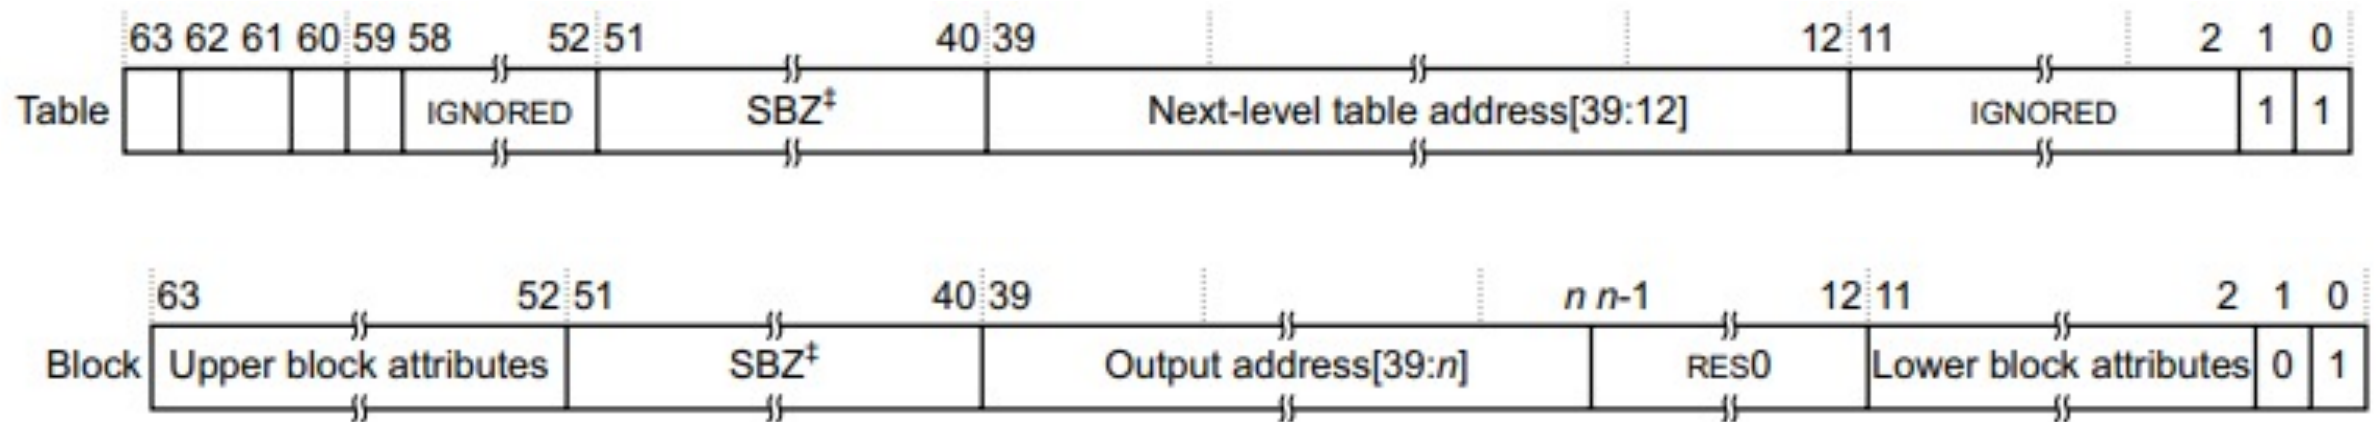 63 62 61 60 59 58 52 51 40 39 12 11 2 1 0
Table IGNORED SBZ‡ Next-level table address[39:12] IGNORED 1 1
63 52 51 40 39 n n-1 12 11 2 1 0
Block Upper block attributes SBZ‡ Output address[39:n] RES0 Lower block attributes 0 1